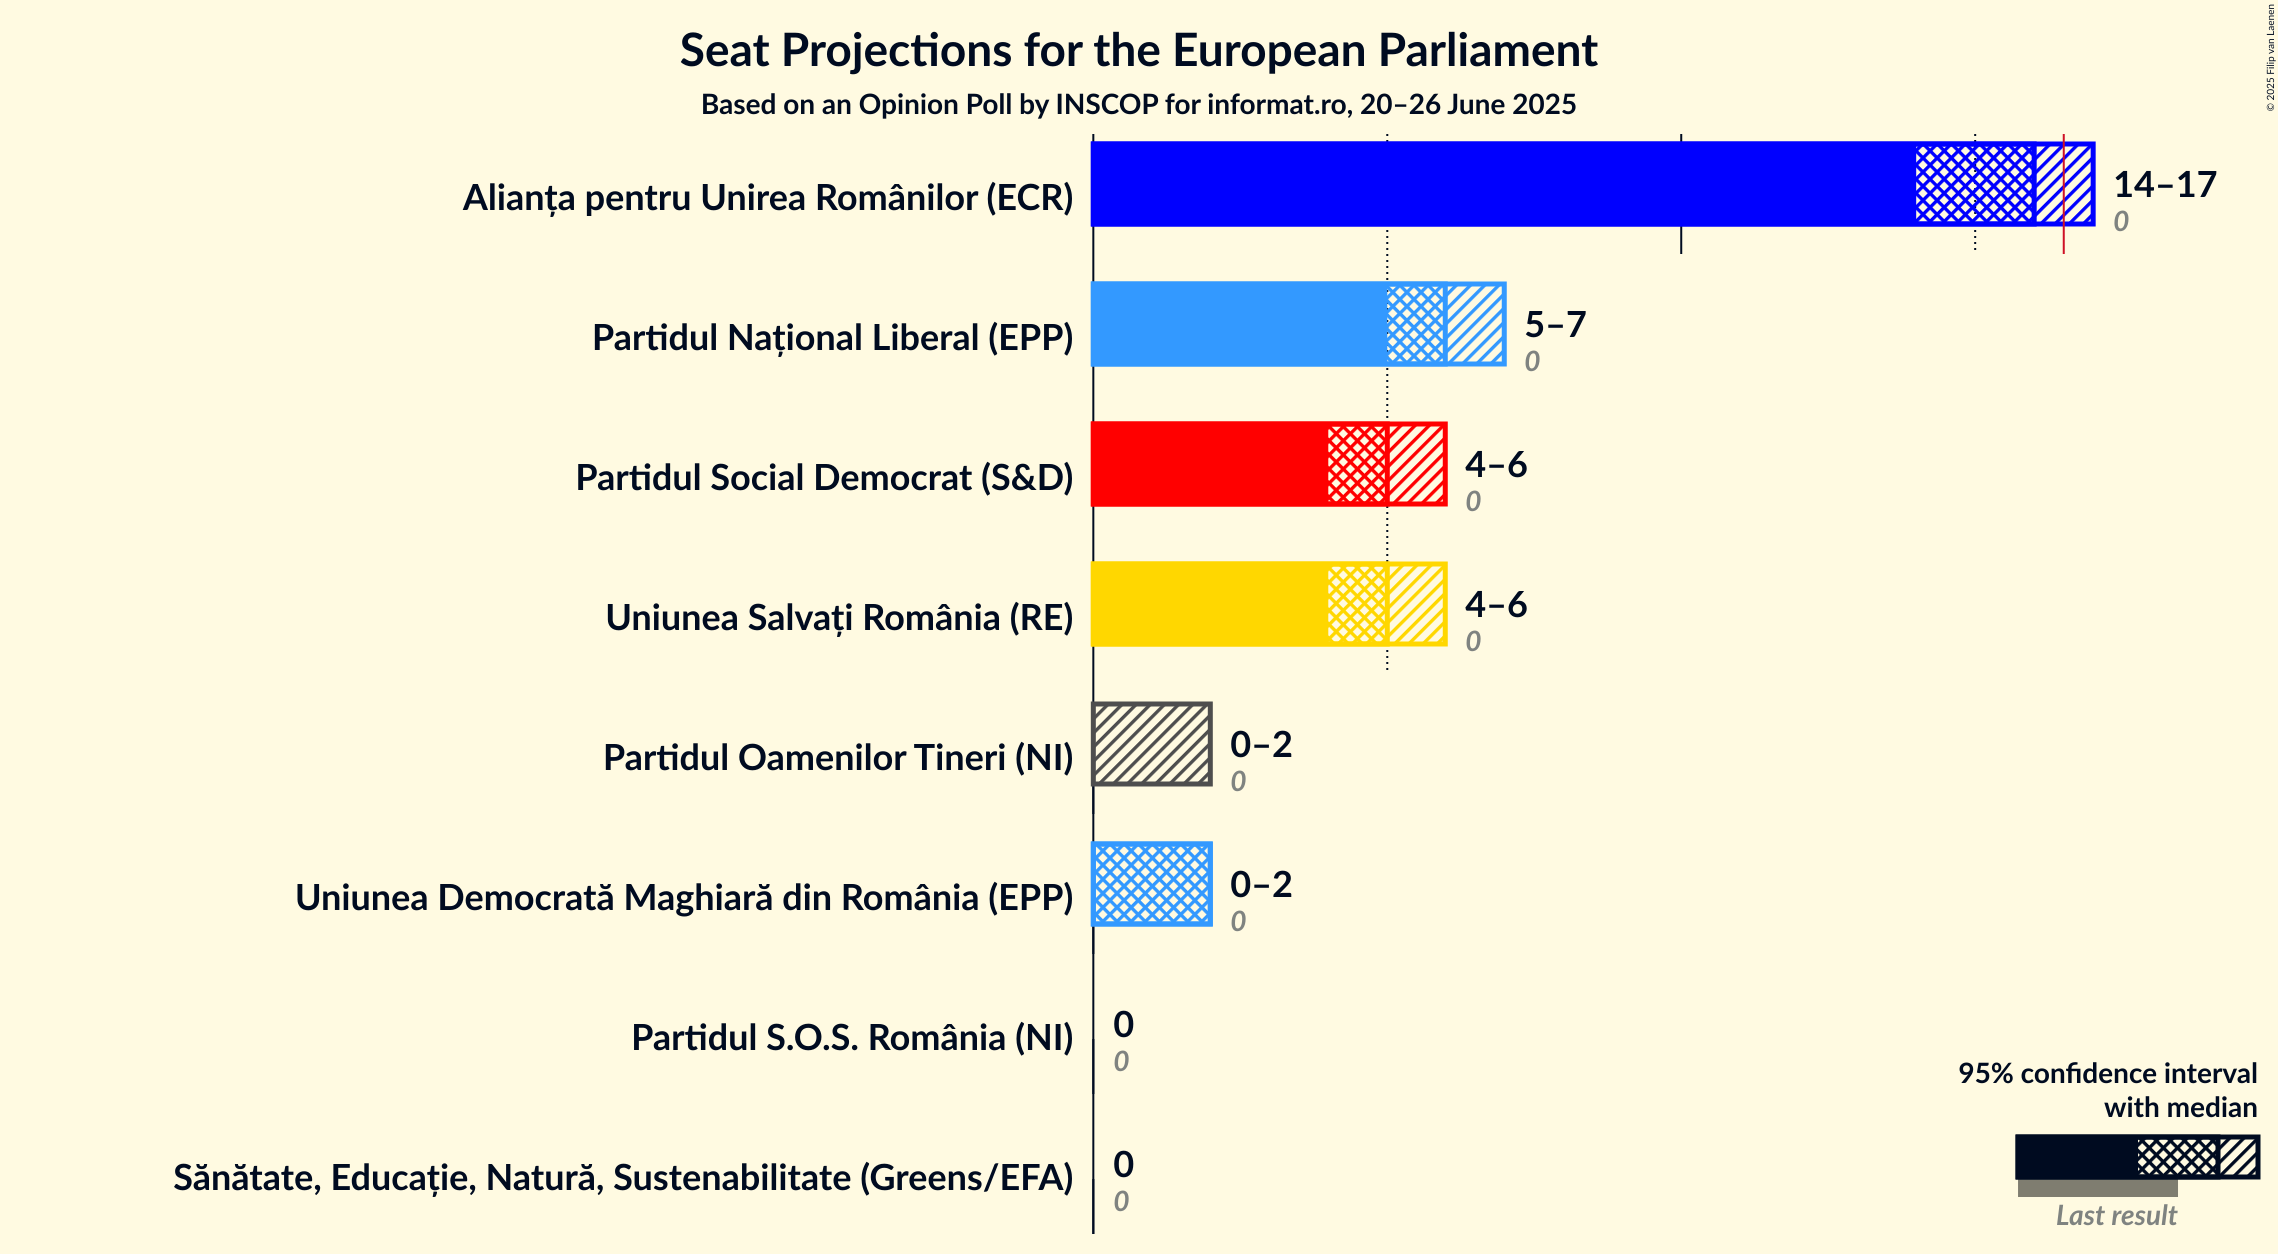 Seat Projections for the European Parliament
Based on an Opinion Poll by INSCOP for informat.ro, 20–26 June 2025
© 2025 Filip van Laenen
Alianța pentru Unirea Românilor (ECR)
14–17
0
Partidul Național Liberal (EPP)
5–7
0
Partidul Social Democrat (S&D)
4–6
0
Uniunea Salvați România (RE)
4–6
0
Partidul Oamenilor Tineri (NI)
0–2
0
Uniunea Democrată Maghiară din România (EPP)
0–2
0
Partidul S.O.S. România (NI)
0
0
Sănătate, Educație, Natură, Sustenabilitate (Greens/EFA)
0
0
95% confidence interval
with median
Last result